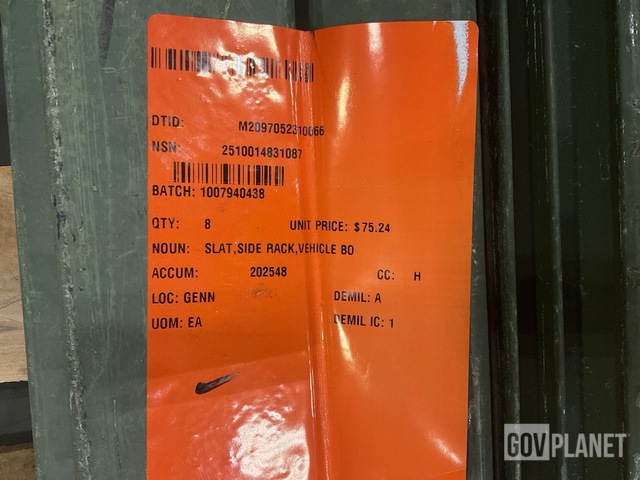 DTID: M2097052310066
NSN: 2510014831087
BATCH: 1007940438
QTY: 8 UNIT PRICE: $75.24
NOUN: SLAT,SIDE RACK,VEHICLE BO
ACCUM: 202548 CC: H
LOC: GENN DEMIL: A
UOM: EA DEMIL IC: 1
GOVPLANET